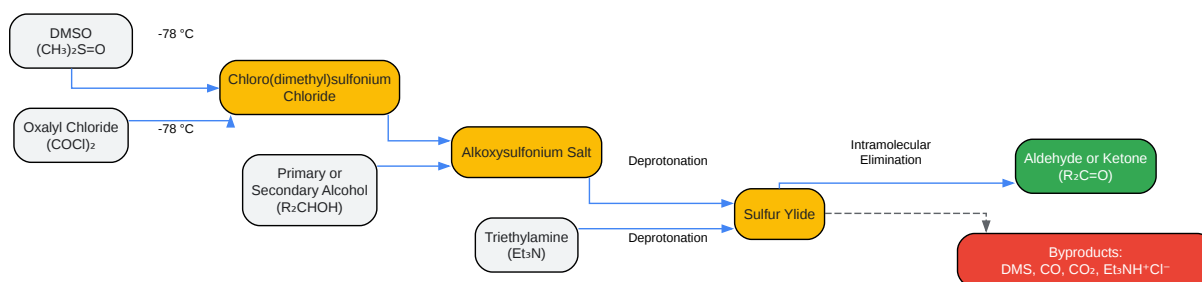 DMSO
(CH₃)₂S=O
-78 °C
Chloro(dimethyl)sulfonium
Chloride
Oxalyl Chloride
(COCl)₂
-78 °C
Alkoxysulfonium Salt
Primary or
Secondary Alcohol
(R₂CHOH)
Deprotonation
Intramolecular
Elimination
Aldehyde or Ketone
(R₂C=O)
Sulfur Ylide
Triethylamine
(Et₃N)
Deprotonation
Byproducts:
DMS, CO, CO₂, Et₃NH⁺Cl⁻